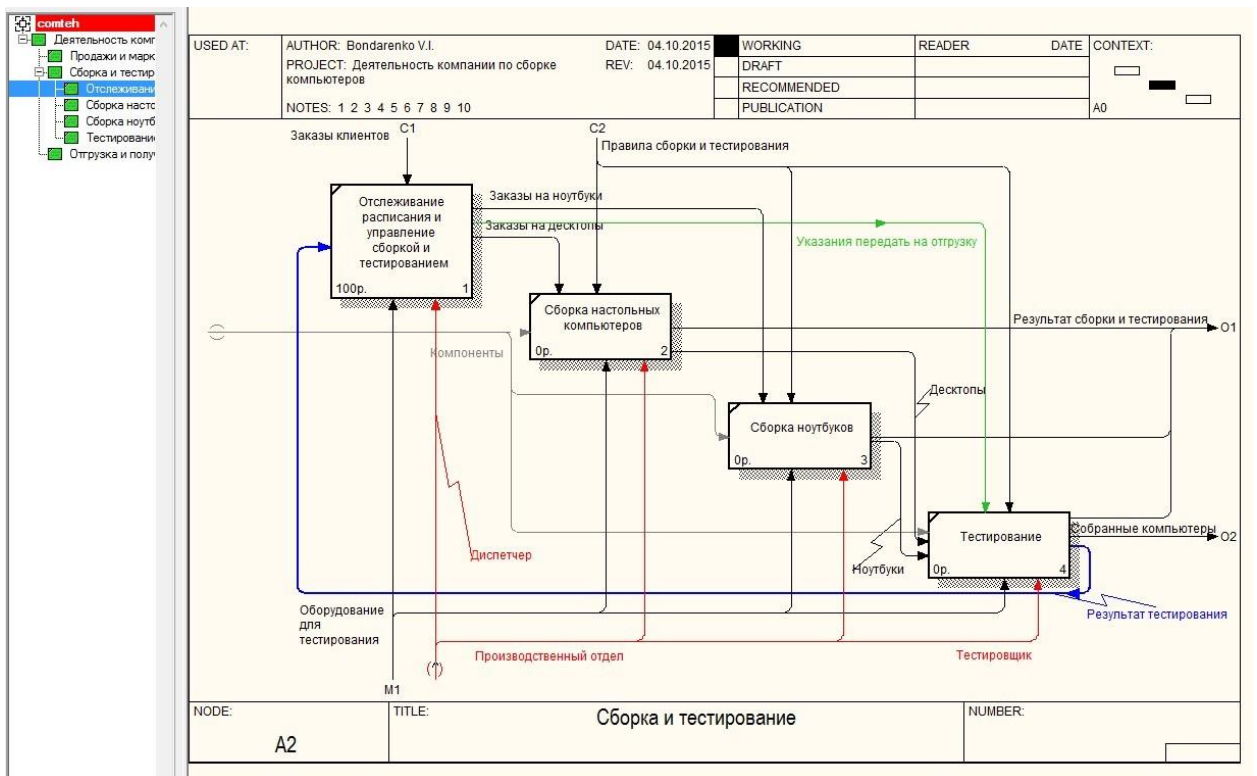 comteh
Деятельность комг
Продажи и марк
Сборка и тестир
Отслеживани
Сборка насто
Сборка ноутб
Тестировани
Отгрузка и полу
USED AT:
AUTHOR: Bondarenko V.I.
DATE: 04.10.2015
PROJECT: Деятельность компании по сборке
компьютеров
REV: 04.10.2015
NOTES: 1 2 3 4 5 6 7 8 9 10
WORKING
DRAFT
RECOMMENDED
PUBLICATION
READER
DATE
CONTEXT:
A0
Заказы клиентов
C1
C2
Правила сборки и тестирования
Отслеживание
расписания и
управление
сборкой и
тестированием
100р.
1
Заказы на ноутбуки
Заказы на десктопы
Указания передать на отгрузку
Сборка настольных
компьютеров
0р.
2
Результат сборки и тестирования
O1
Компоненты
Десктопы
Сборка ноутбуков
0р.
3
Тестирование
0р.
4
Собранные компьютеры
O2
Диспетчер
Ноутбуки
Оборудование
для
тестирования
Результат тестирования
Производственный отдел
Тестировщик
M1
NODE:
A2
TITLE:
Сборка и тестирование
NUMBER: